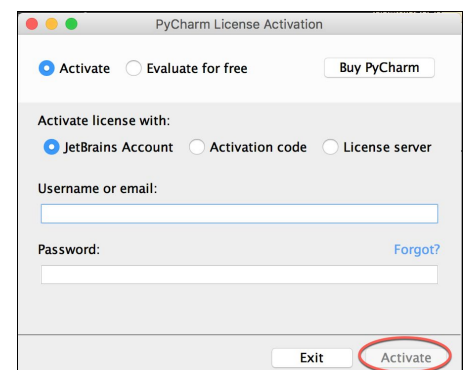 PyCharm License Activation
Activate Evaluate for free Buy PyCharm
Activate license with:
JetBrains Account Activation code License server
Username or email:
Password: Forgot?
Exit Activate